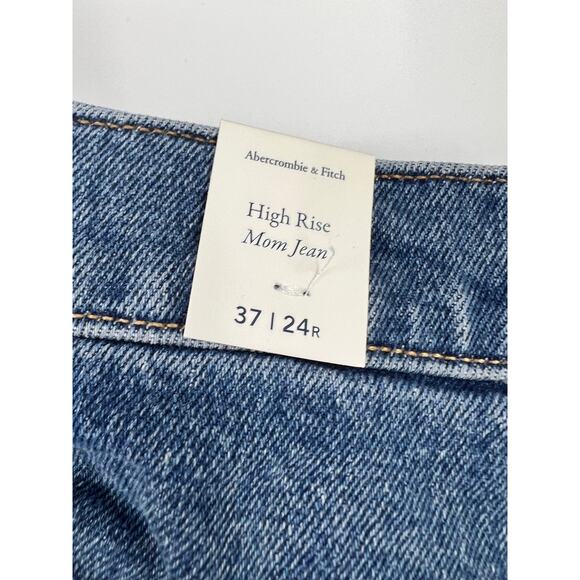 Abercrombie & Fitch
High Rise
Mom Jean
37 | 24R